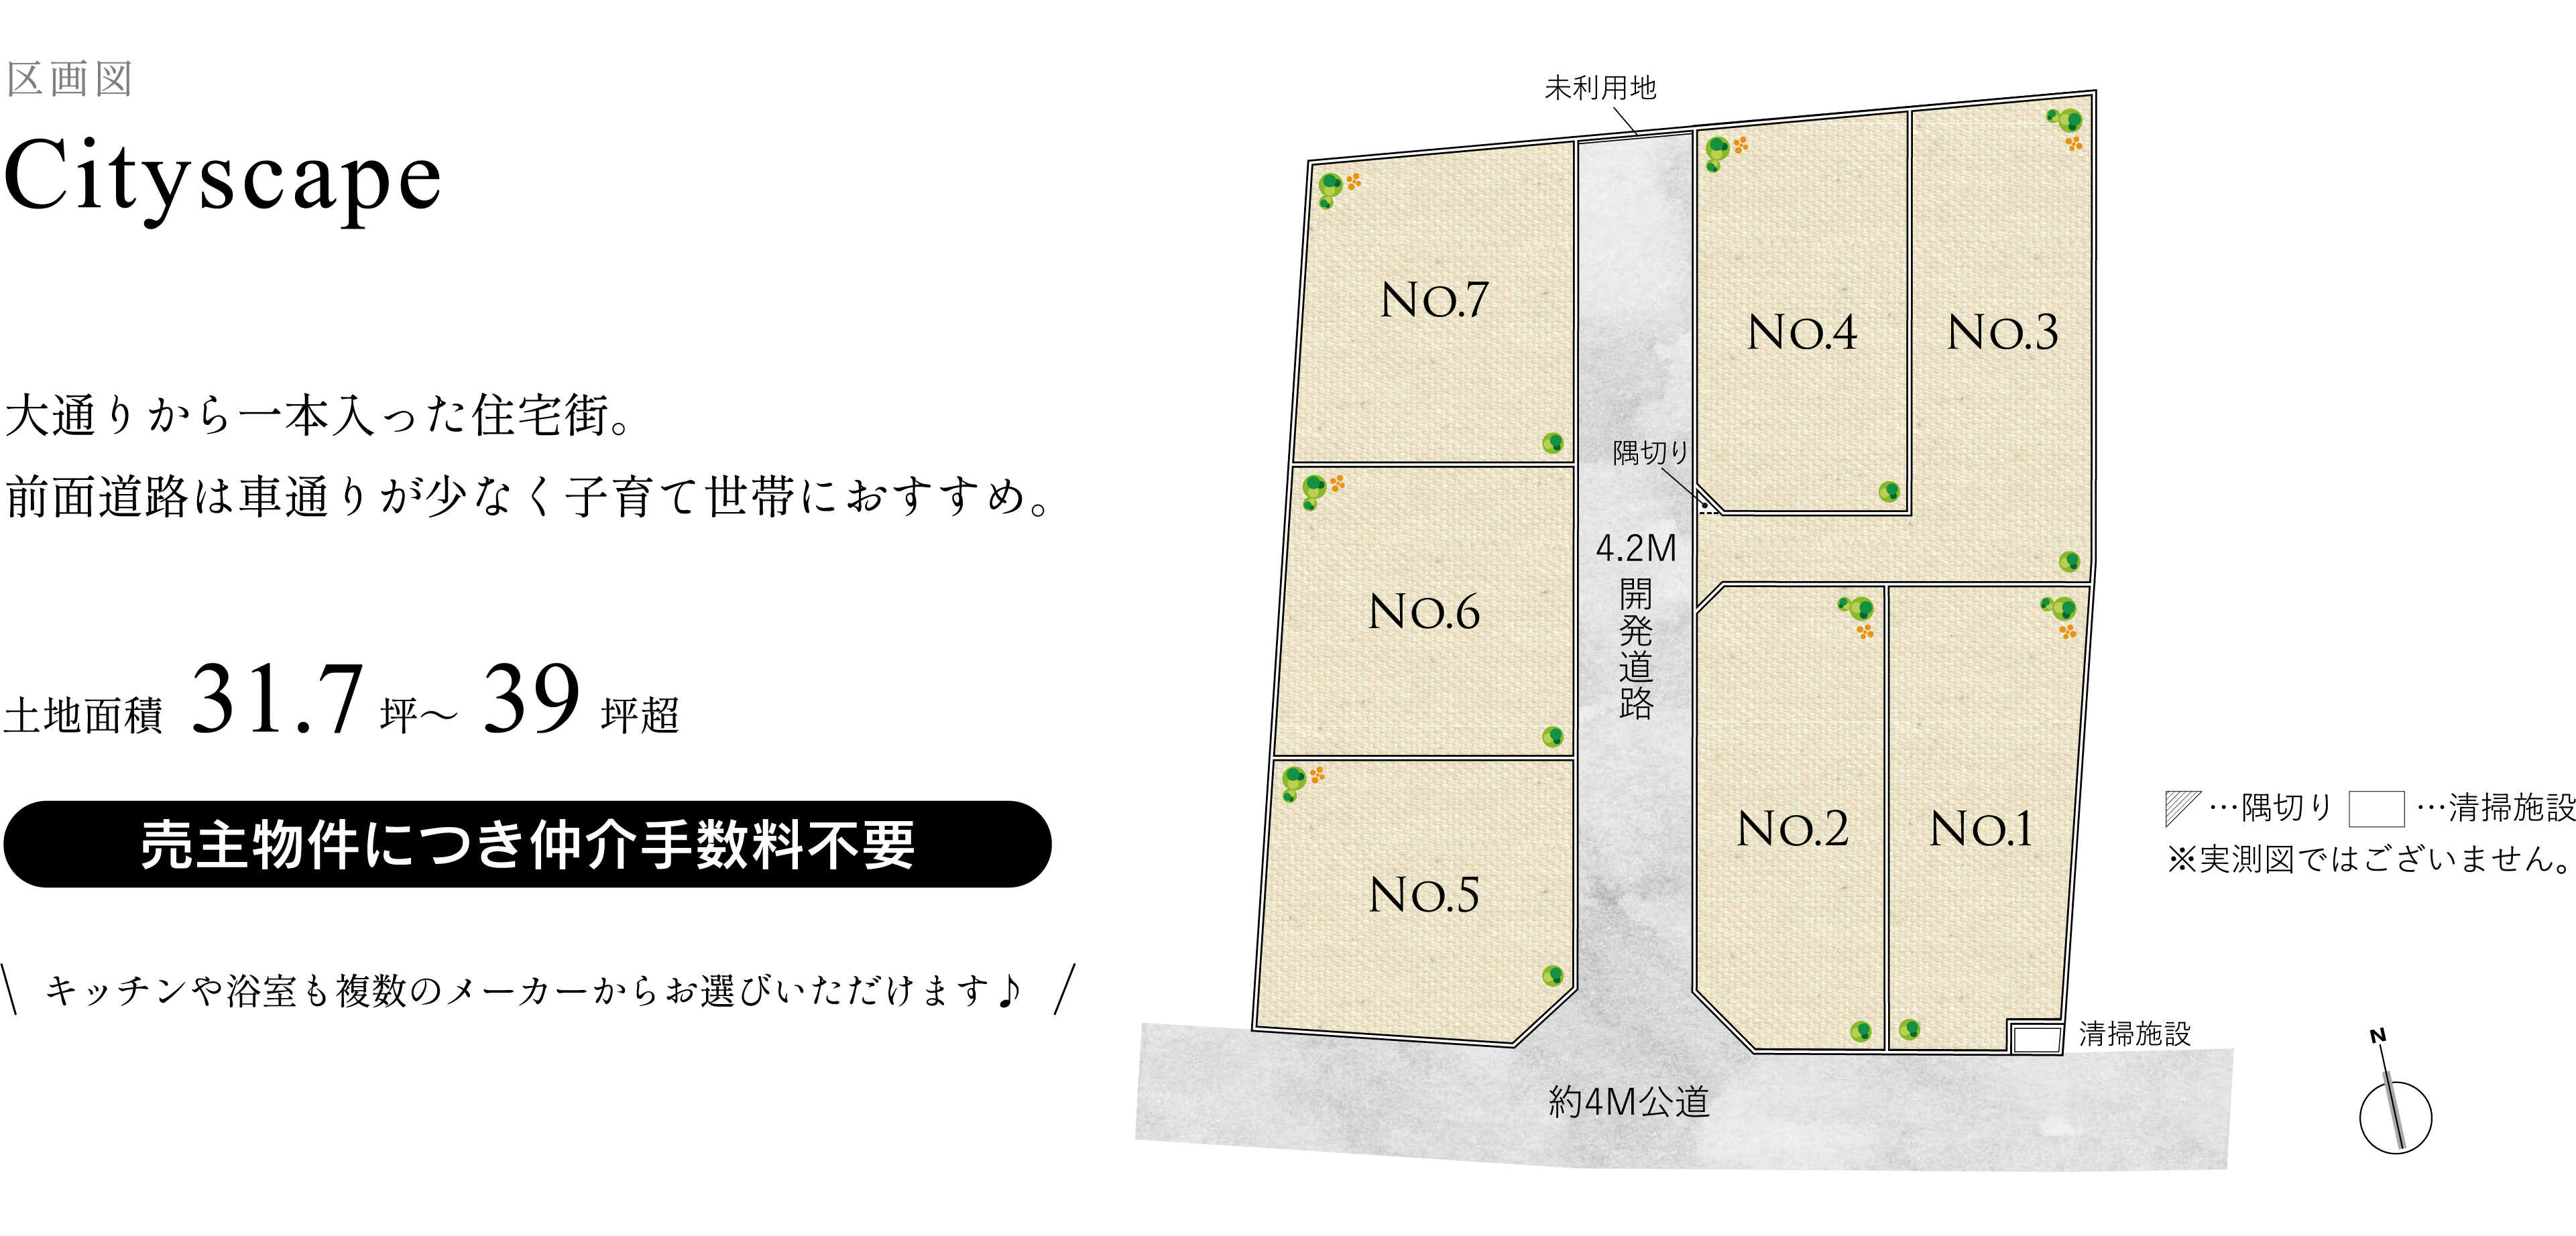 区画図
Cityscape
大通りから一本入った住宅街。
前面道路は車通りが少なく子育て世帯におすすめ。
土地面積 31.7 坪～ 39 坪超
売主物件につき仲介手数料不要
\ キッチンや浴室も複数のメーカーからお選びいただけます♪ /
未利用地
No.7
No.4
No.3
隅切り
4.2M
開発道路
No.6
No.2
No.1
No.5
清掃施設
約4M公道
…隅切り …清掃施設
※実測図ではございません。
N